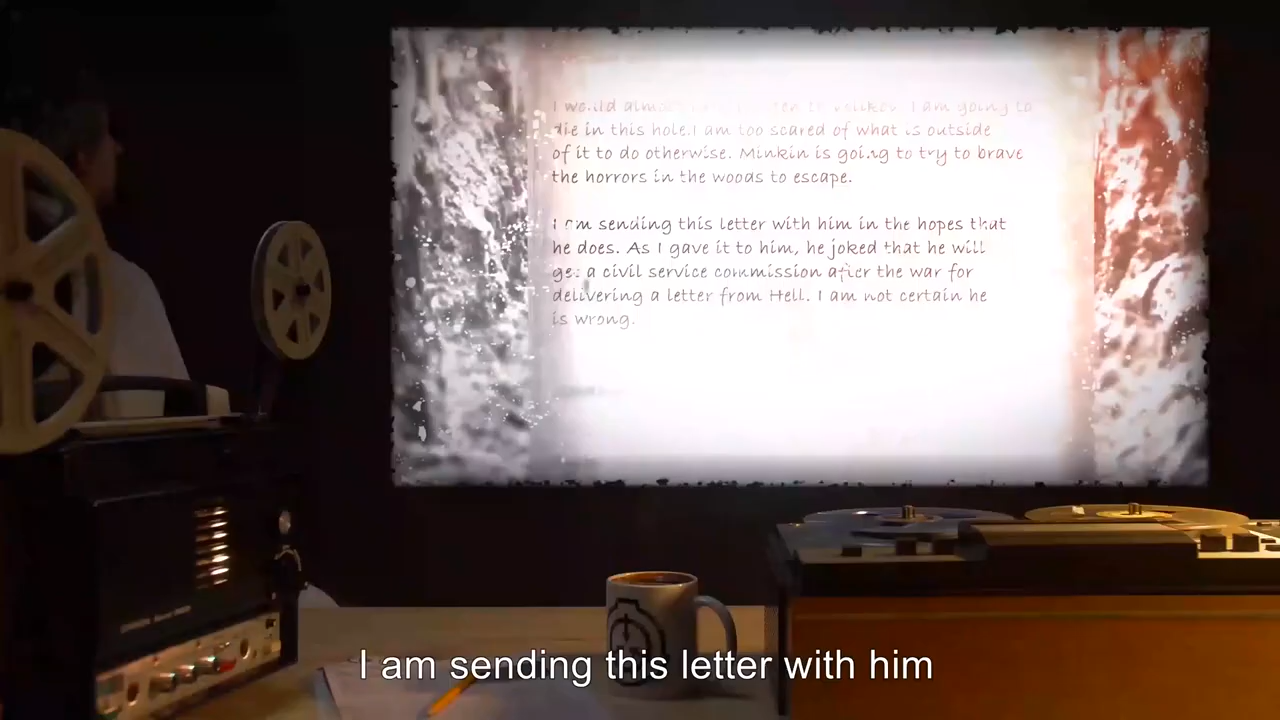 I am going to
die in this hole.I am too scared of what is outside
of it to do otherwise. Minkin is going to try to brave
the horrors in the woods to escape.
I am sending this letter with him in the hopes that
he does. As I gave it to him, he joked that he will
get a civil service commission after the war for
delivering a letter from Hell. I am not certain he
is wrong.
I am sending this letter with him